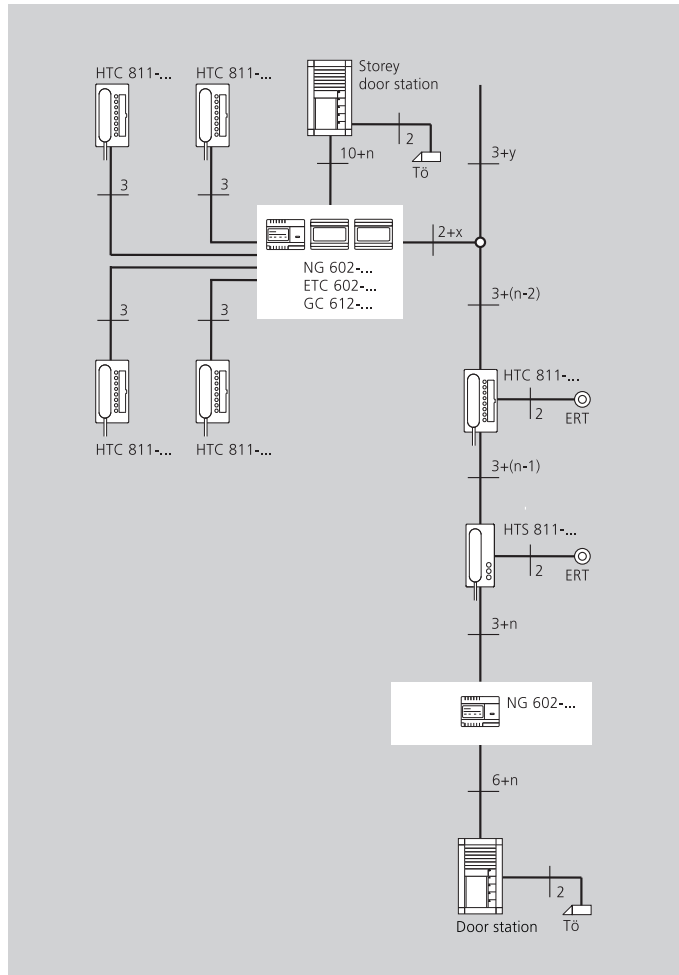 HTC 811-...
HTC 811-...
Storey
door station
2
Tö
10+n
3+y
3
3
2+x
NG 602-...
ETC 602-...
GC 612-...
3+(n-2)
3
3
HTC 811-...
2
ERT
HTC 811-...
HTC 811-...
3+(n-1)
HTS 811-...
2
ERT
3+n
NG 602-...
6+n
2
Door station
Tö